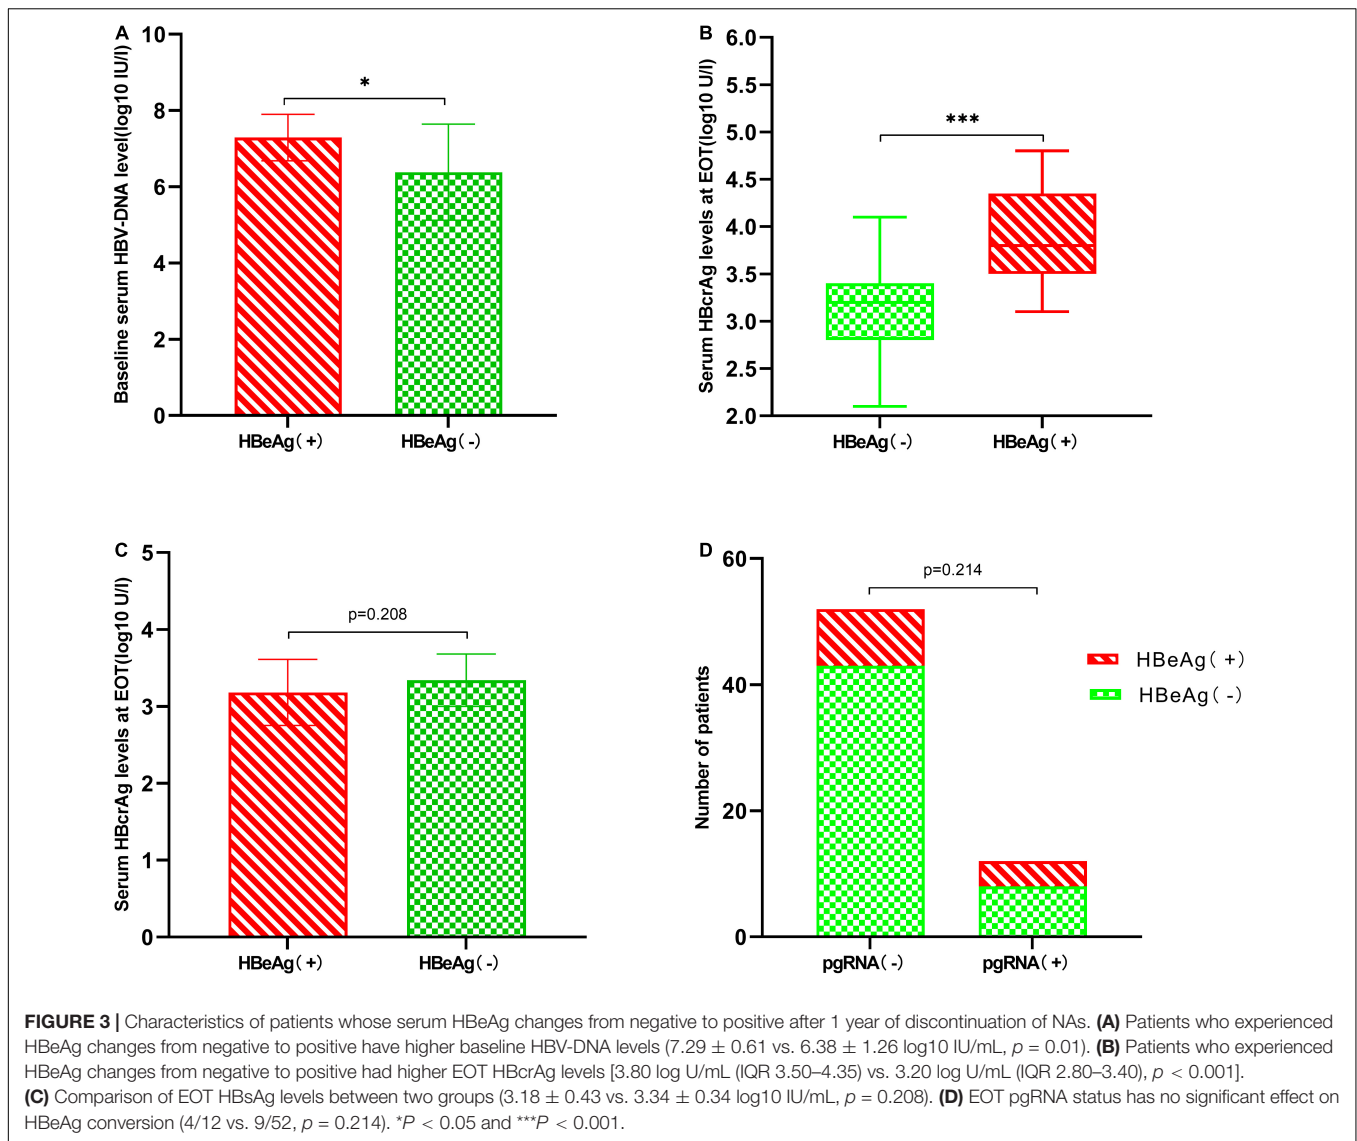 A
Baseline serum HBV-DNA level(log10 IU/l)
10
8
6
4
2
0
*
HBeAg( + )
HBeAg( - )
B
Serum HBcrAg levels at EOT(log10 U/l)
6.0
5.5
5.0
4.5
4.0
3.5
3.0
2.5
2.0
***
HBeAg( - )
HBeAg( + )
C
Serum HBcrAg levels at EOT(log10 U/l)
5
4
3
2
1
0
p=0.208
HBeAg( + )
HBeAg( - )
D
Number of patients
60
40
20
0
p=0.214
pgRNA( - )
pgRNA( + )
HBeAg( + )
HBeAg( - )
FIGURE 3 | Characteristics of patients whose serum HBeAg changes from negative to positive after 1 year of discontinuation of NAs. (A) Patients who experienced
HBeAg changes from negative to positive have higher baseline HBV-DNA levels (7.29 ± 0.61 vs. 6.38 ± 1.26 log10 IU/mL, p = 0.01). (B) Patients who experienced
HBeAg changes from negative to positive had higher EOT HBcrAg levels [3.80 log U/mL (IQR 3.50–4.35) vs. 3.20 log U/mL (IQR 2.80–3.40), p < 0.001].
(C) Comparison of EOT HBsAg levels between two groups (3.18 ± 0.43 vs. 3.34 ± 0.34 log10 IU/mL, p = 0.208). (D) EOT pgRNA status has no significant effect on
HBeAg conversion (4/12 vs. 9/52, p = 0.214). *P < 0.05 and ***P < 0.001.